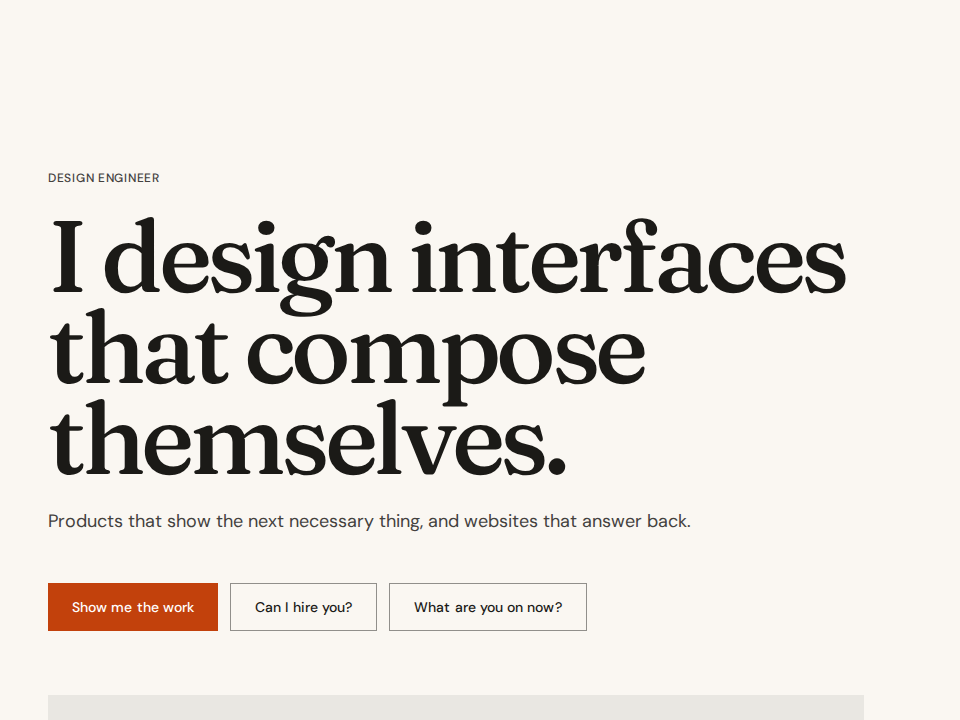 DESIGN ENGINEER
I design interfaces
that compose
themselves.
Products that show the next necessary thing, and websites that answer back.
Show me the work
Can I hire you?
What are you on now?